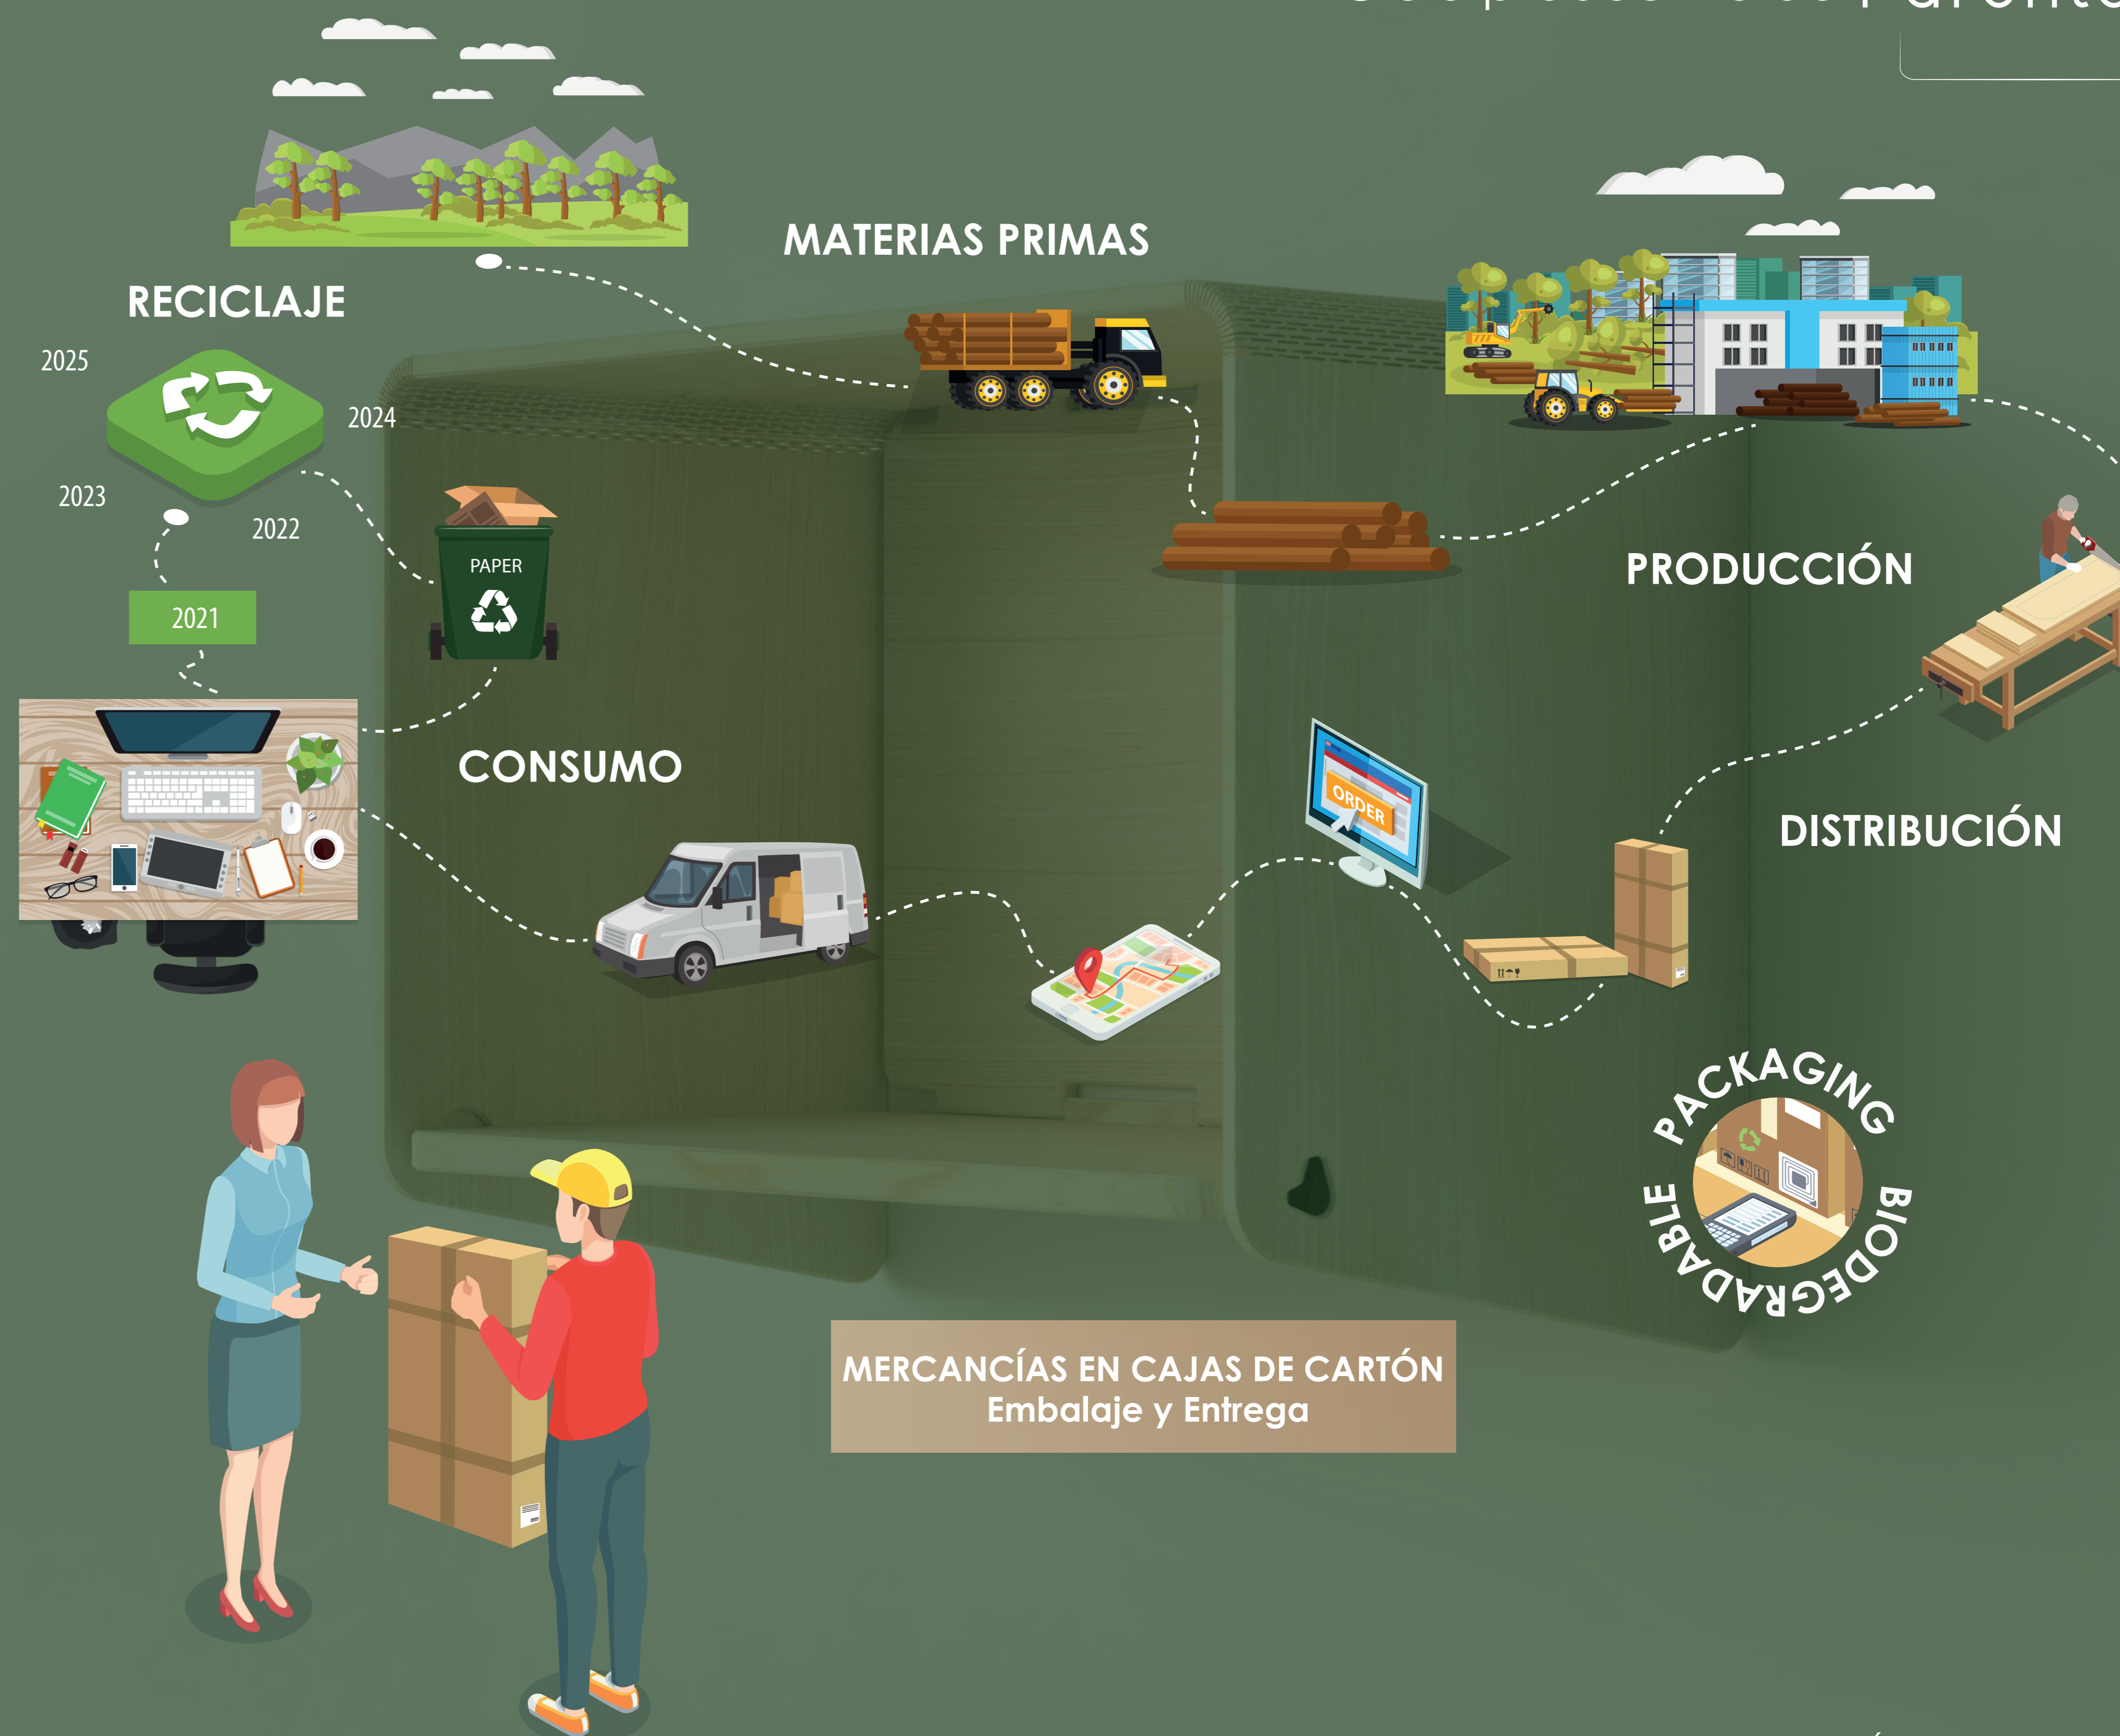 MATERIAS PRIMAS
RECICLAJE
2025
2024
2023
2022
PAPER
2021
PRODUCCIÓN
CONSUMO
ORDER
DISTRIBUCIÓN
PACKAGING
BIODEGRADABLE
MERCANCÍAS EN CAJAS DE CARTÓN
Embalaje y Entrega